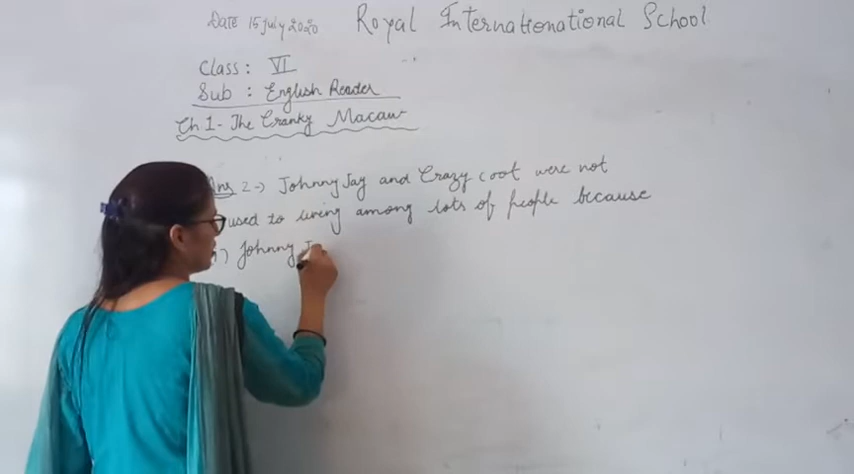 Date 15 july 2020 Royal Internationational School
Class : VI
Sub : English Reader
Ch 1 - The Cranky Macaw
Ans 2 -> Johnny Jay and Crazy coot were not
used to living among lots of people because
) Johnny J